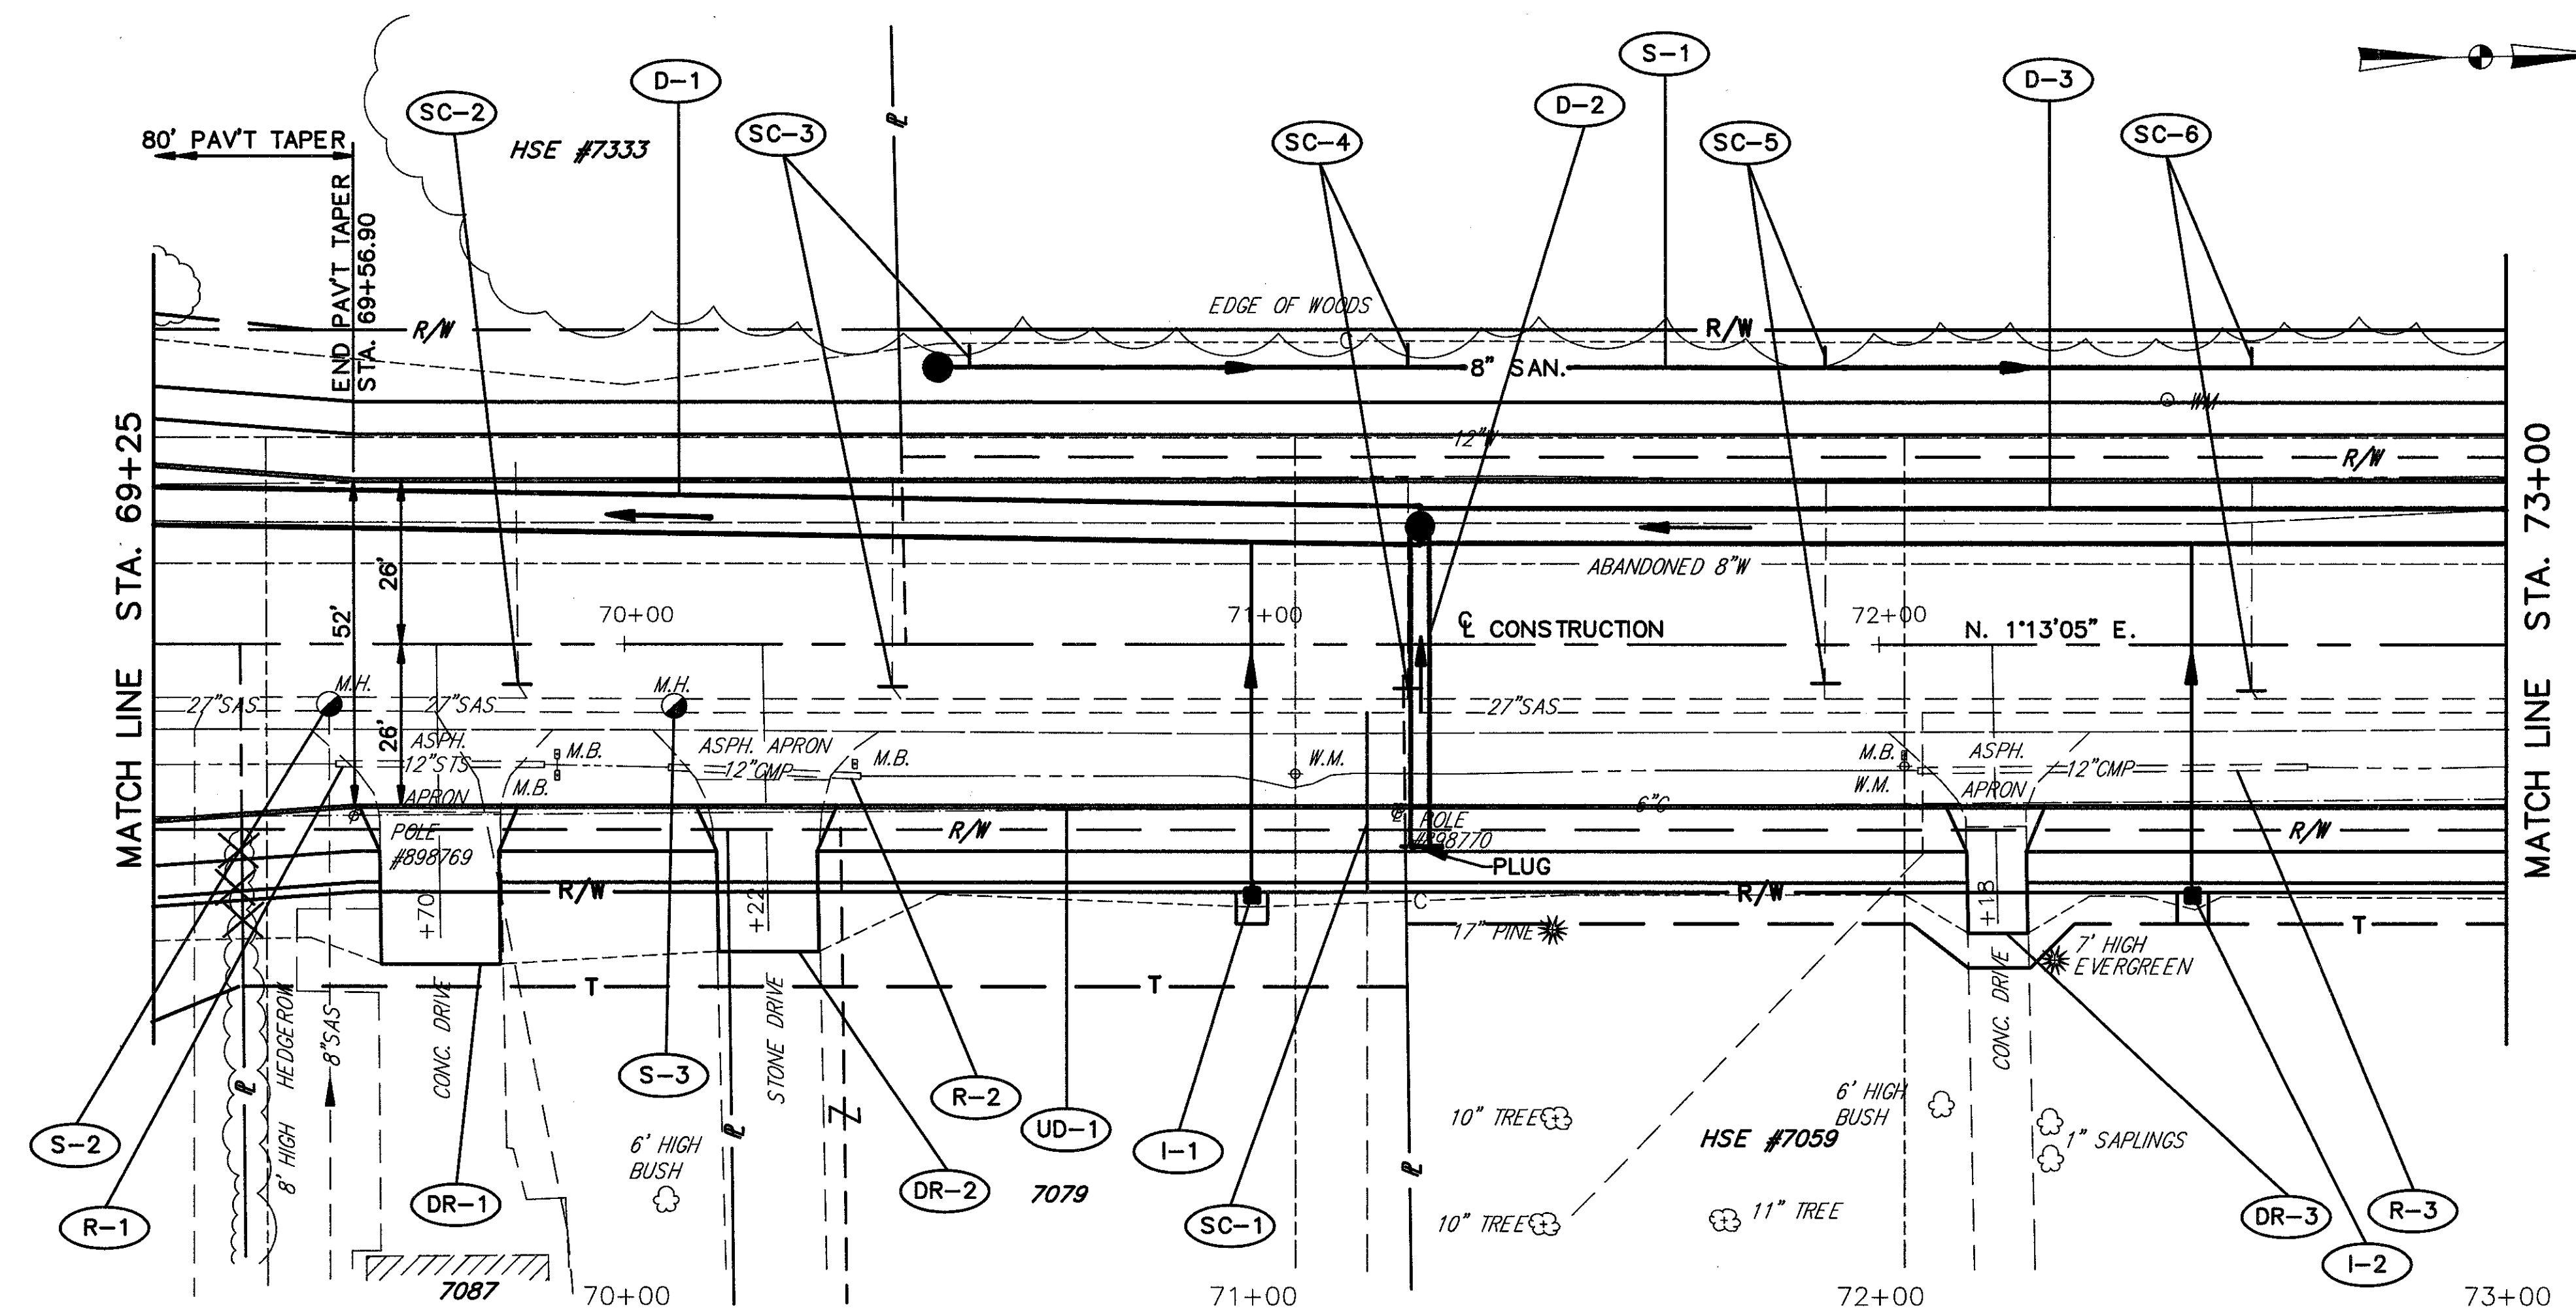 S-1
D-1
D-3
D-2
SC-2
SC-3
SC-4
SC-5
SC-6
80' PAV'T TAPER
HSE #7333
℄
END PAV'T TAPER
STA. 69+56.90
EDGE OF WOODS
R/W
R/W
C
8" SAN.
WM
12"W
R/W
MATCH LINE STA. 69+25
MATCH LINE STA. 73+00
ABANDONED 8"W
26'
52'
70+00
71+00
72+00
℄ CONSTRUCTION
N. 1°13'05" E.
M.H.
M.H.
27"SAS
27"SAS
27"SAS
26'
ASPH.
APRON
12"STS
M.B.
M.B.
ASPH. APRON
12"CMP
M.B.
W.M.
M.B.
W.M.
ASPH.
APRON
12"CMP
6"G
POLE
#898769
R/W
POLE
#898770
R/W
PLUG
R/W
R/W
+70
+22
+18
C
17" PINE
T
7' HIGH
EVERGREEN
T
T
8' HIGH HEDGEROW
8"SAS
CONC. DRIVE
STONE DRIVE
CONC. DRIVE
S-3
R-2
UD-1
I-1
S-2
R-1
DR-1
6' HIGH
BUSH
DR-2
7079
SC-1
10" TREE
10" TREE
HSE #7059
11" TREE
6' HIGH
BUSH
1" SAPLINGS
DR-3
R-3
I-2
7087
70+00
71+00
72+00
73+00